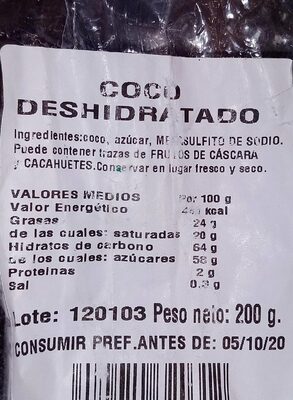 COCO
DESHIDRATADO
Ingredientes:coco, azúcar, SULFITO DE SODIO.
Puede contener trazas de FRUTOS DE CÁSCARA
y CACAHUETES.Conservar en lugar fresco y seco.
VALORES MEDIOS Por 100 g
Valor Energético kcal
Grasas 24 g
de las cuales: saturadas 20 g
Hidratos de carbono 64 g
de los cuales: azúcares 58 g
Proteinas 2 g
Sal 0.3 g
Lote: 120103 Peso neto: 200 g.
CONSUMIR PREF.ANTES DE: 05/10/20